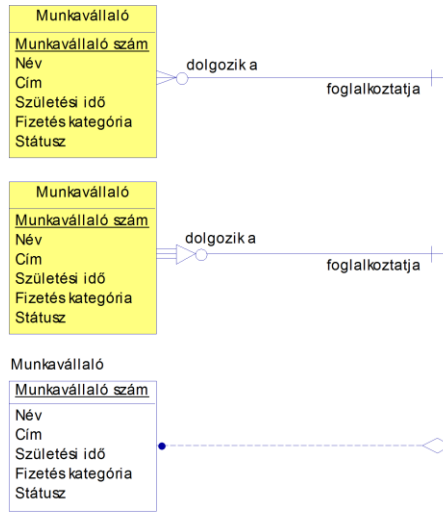 Munkavállaló
Munkavállaló szám
Név
Cím
Születési idő
Fizetés kategória
Státusz
dolgozik a
foglalkoztatja
Munkavállaló
Munkavállaló szám
Név
Cím
Születési idő
Fizetés kategória
Státusz
dolgozik a
foglalkoztatja
Munkavállaló
Munkavállaló szám
Név
Cím
Születési idő
Fizetés kategória
Státusz